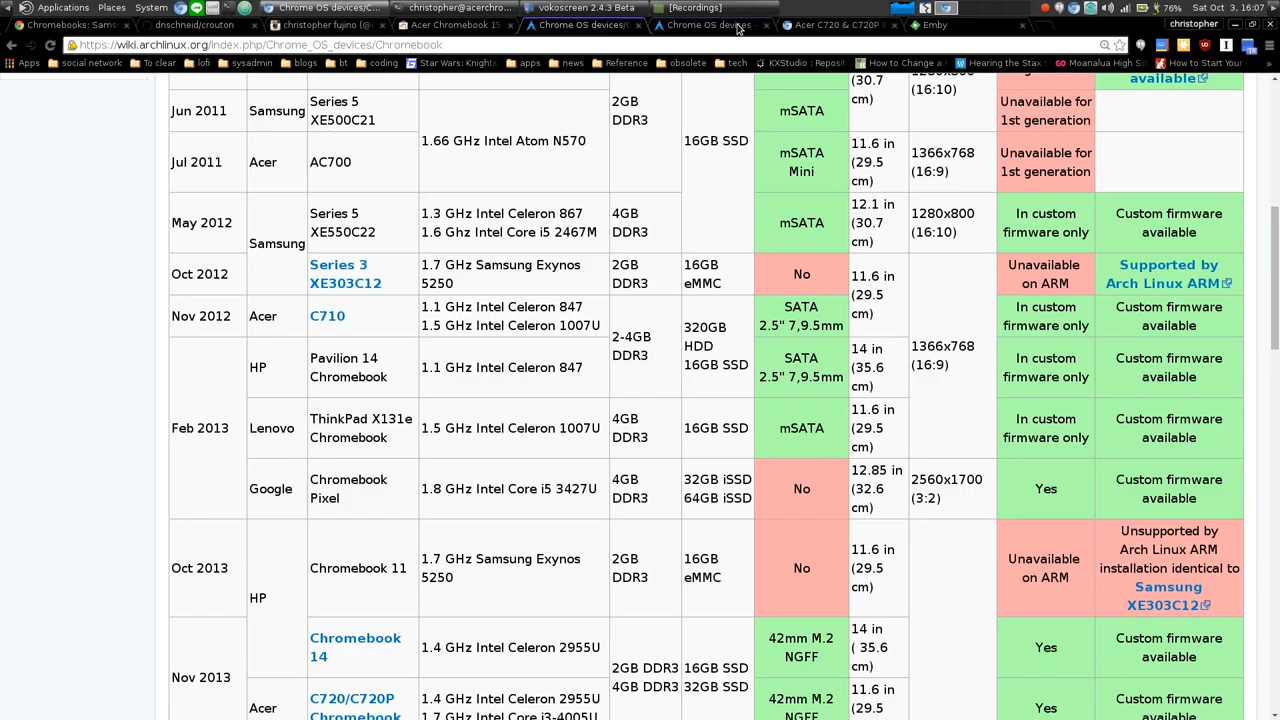 Applications Places System Chrome OS devices/C... christopher@acerchro... vokoscreen 2.4.3 Beta [Recordings] 76% Sat Oct 3, 16:07
Chromebooks: Sams dnschneid/crouton christopher fujino (@ Acer Chromebook 15 Chrome OS devices/ Chrome OS devices Acer C720 & C720P Emby christopher
https://wiki.archlinux.org/index.php/Chrome_OS_devices/Chromebook
Apps social network To clear lofi sysadmin blogs bt coding Star Wars: Knights apps news Reference obsolete tech KXStudio : Reposit How to Change a Hearing the Stax Moanalua High Sc How to Start Your
(30.7 cm)
1280x800 (16:10)
available
Jun 2011
Samsung
Series 5
XE500C21
1.66 GHz Intel Atom N570
2GB
DDR3
16GB SSD
mSATA
Unavailable for
1st generation
Jul 2011
Acer
AC700
mSATA
Mini
11.6 in
(29.5
cm)
1366x768
(16:9)
Unavailable for
1st generation
May 2012
Samsung
Series 5
XE550C22
1.3 GHz Intel Celeron 867
1.6 GHz Intel Core i5 2467M
4GB
DDR3
mSATA
12.1 in
(30.7
cm)
1280x800
(16:10)
In custom
firmware only
Custom firmware
available
Oct 2012
Series 3
XE303C12
1.7 GHz Samsung Exynos
5250
2GB
DDR3
16GB
eMMC
No
11.6 in
(29.5
cm)
1366x768
(16:9)
Unavailable
on ARM
Supported by
Arch Linux ARM
Nov 2012
Acer
C710
1.1 GHz Intel Celeron 847
1.5 GHz Intel Celeron 1007U
2-4GB
DDR3
320GB
HDD
16GB SSD
SATA
2.5" 7,9.5mm
In custom
firmware only
Custom firmware
available
Feb 2013
HP
Pavilion 14
Chromebook
1.1 GHz Intel Celeron 847
SATA
2.5" 7,9.5mm
14 in
(35.6
cm)
In custom
firmware only
Custom firmware
available
Lenovo
ThinkPad X131e
Chromebook
1.5 GHz Intel Celeron 1007U
4GB
DDR3
16GB SSD
mSATA
11.6 in
(29.5
cm)
In custom
firmware only
Custom firmware
available
Google
Chromebook
Pixel
1.8 GHz Intel Core i5 3427U
4GB
DDR3
32GB iSSD
64GB iSSD
No
12.85 in
(32.6
cm)
2560x1700
(3:2)
Yes
Custom firmware
available
Oct 2013
HP
Chromebook 11
1.7 GHz Samsung Exynos
5250
2GB
DDR3
16GB
eMMC
No
11.6 in
(29.5
cm)
Unavailable
on ARM
Unsupported by
Arch Linux ARM
installation identical to
Samsung
XE303C12
Nov 2013
Chromebook
14
1.4 GHz Intel Celeron 2955U
2GB DDR3
4GB DDR3
16GB SSD
32GB SSD
42mm M.2
NGFF
14 in
( 35.6
cm)
Yes
Custom firmware
available
Acer
C720/C720P
Chromebook
1.4 GHz Intel Celeron 2955U
1.7 GHz Intel Core i3-4005U
42mm M.2
NGFF
11.6 in
(29.5
Yes
Custom firmware
available